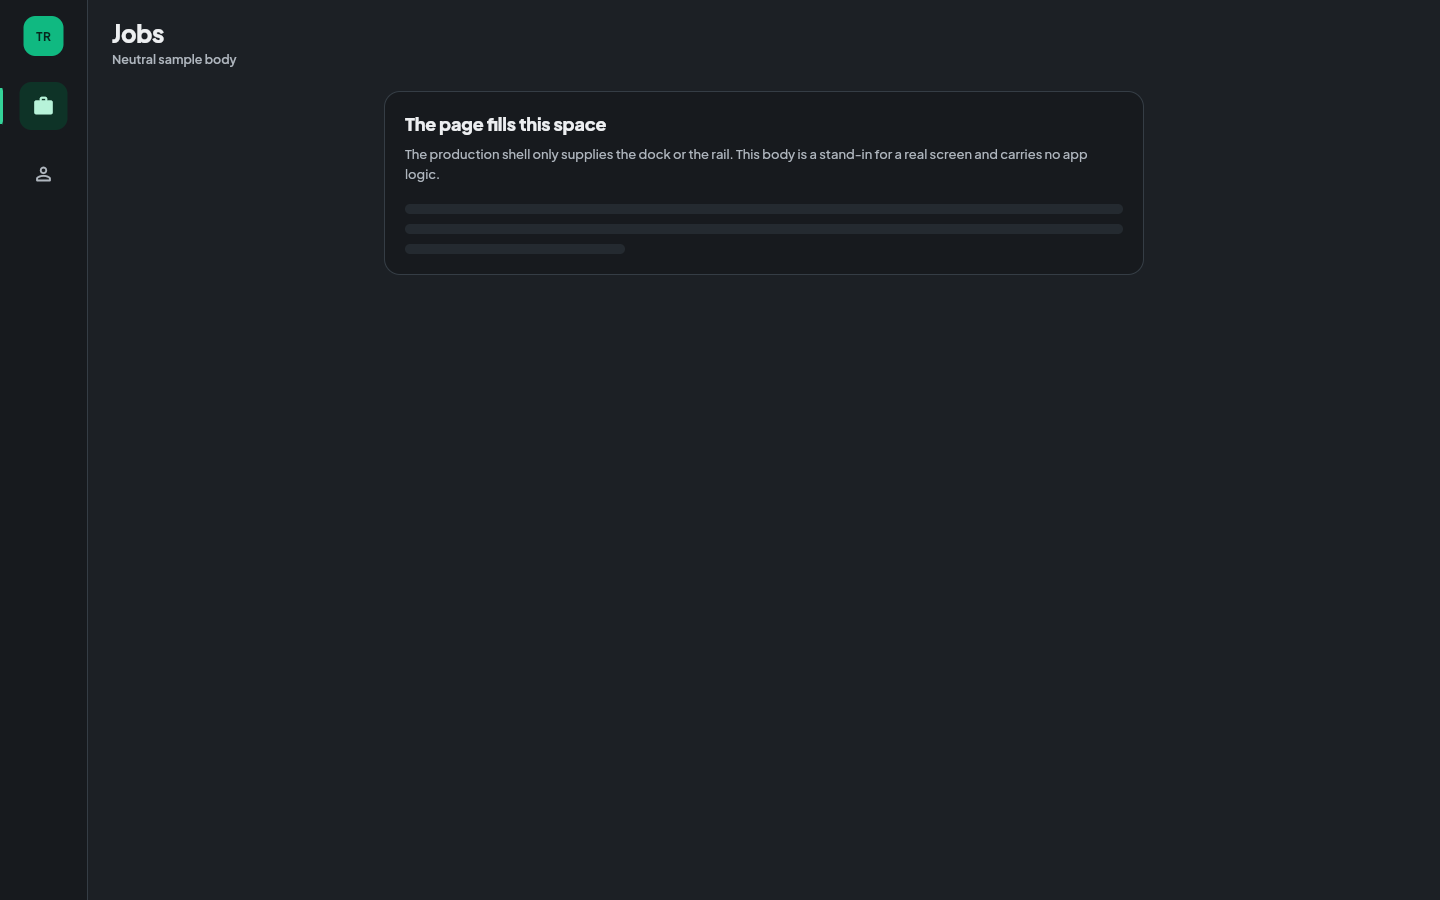 TR
Jobs
Neutral sample body
The page fills this space
The production shell only supplies the dock or the rail. This body is a stand-in for a real screen and carries no app
logic.